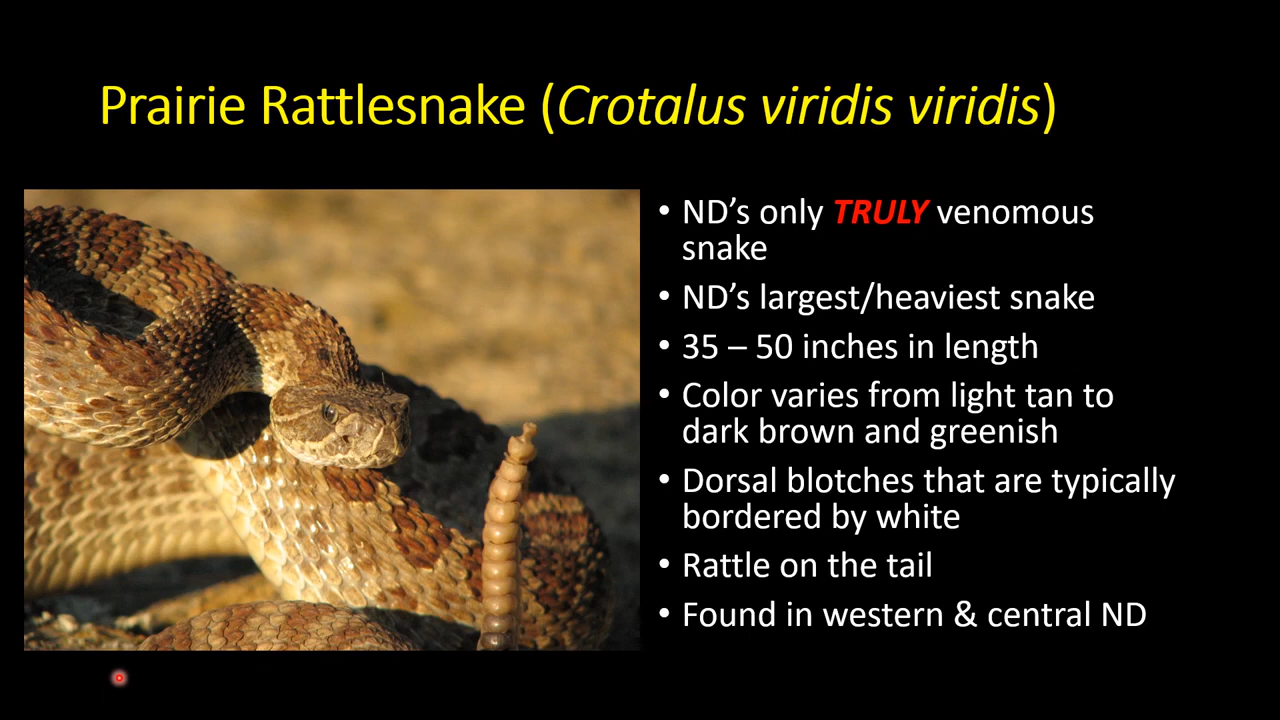 Prairie Rattlesnake (Crotalus viridis viridis)
• ND’s only TRULY venomous
snake
• ND’s largest/heaviest snake
• 35 – 50 inches in length
• Color varies from light tan to
dark brown and greenish
• Dorsal blotches that are typically
bordered by white
• Rattle on the tail
• Found in western & central ND